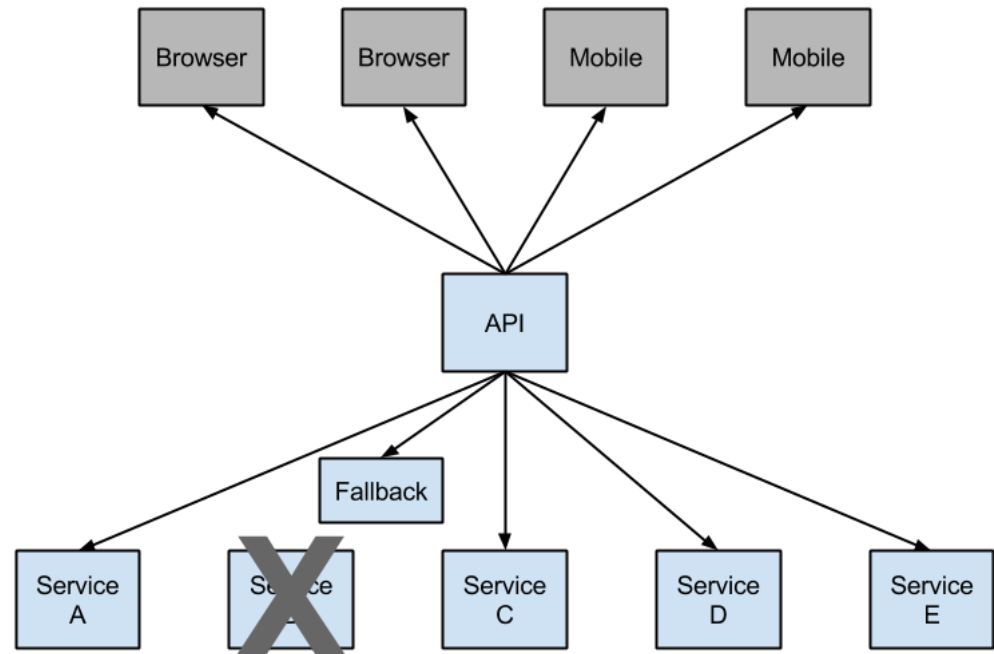 Browser
Browser
Mobile
Mobile
API
Fallback
Service
A
Service
C
Service
D
Service
E